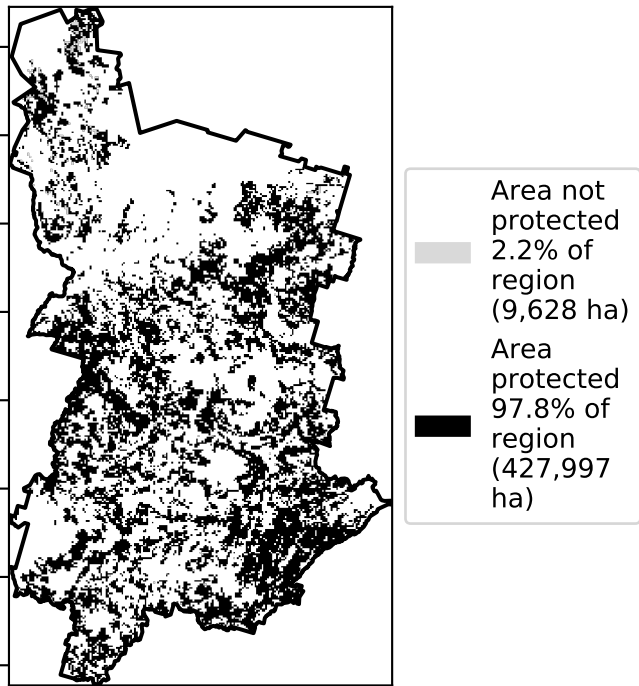 Area not
protected
2.2% of
region
(9,628 ha)
Area
protected
97.8% of
region
(427,997
ha)